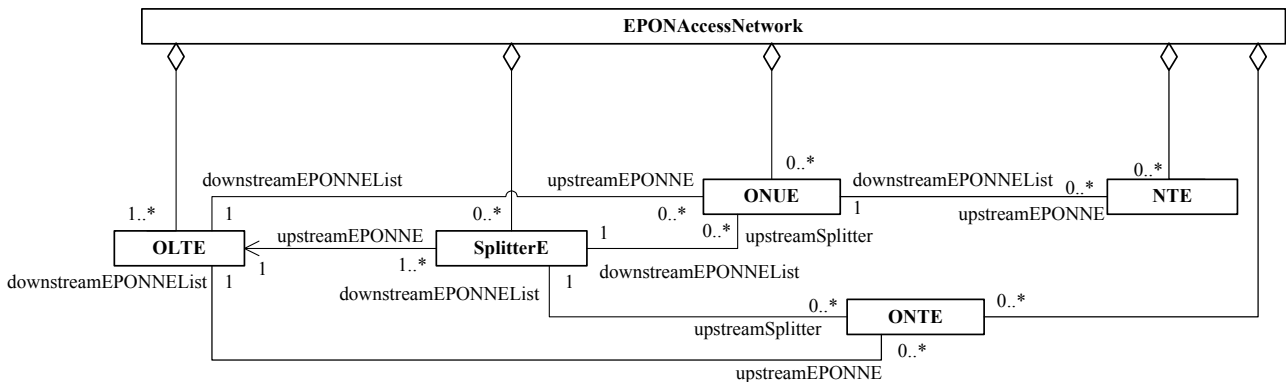 EPONAccessNetwork
0..*
0..*
downstreamEPONNEList
upstreamEPONNE
ONUE
downstreamEPONNEList
0..*
NTE
1..*
1
0..*
0..*
1
upstreamEPONNE
OLTE
upstreamEPONNE
SplitterE
1
0..*
upstreamSplitter
1
1..*
downstreamEPONNEList
downstreamEPONNEList
1
downstreamEPONNEList
1
0..*
ONTE
0..*
upstreamSplitter
0..*
upstreamEPONNE